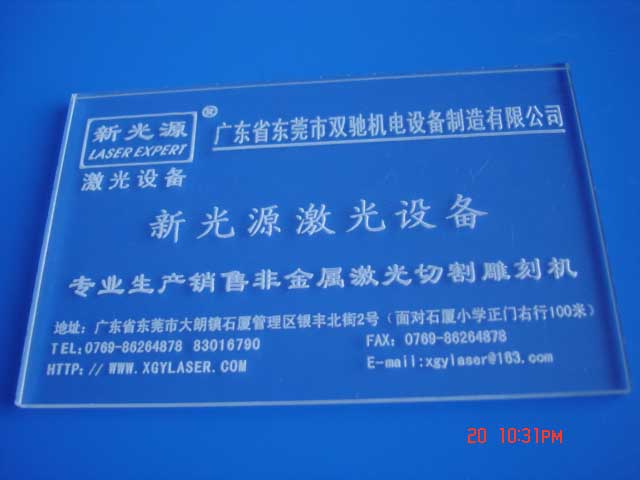 新光源®
LASER EXPERT
激光设备
广东省东莞市双驰机电设备制造有限公司
新光源激光设备
专业生产销售非金属激光切割雕刻机
地址：广东省东莞市大朗镇石厦管理区银丰北街2号（面对石厦小学正门右行100米）
TEL:0769-86264878 83016790
FAX: 0769-86264878
HTTP://WWW.XGYLASER.COM
E-mail:xgylaser@163.com
20 10:31PM